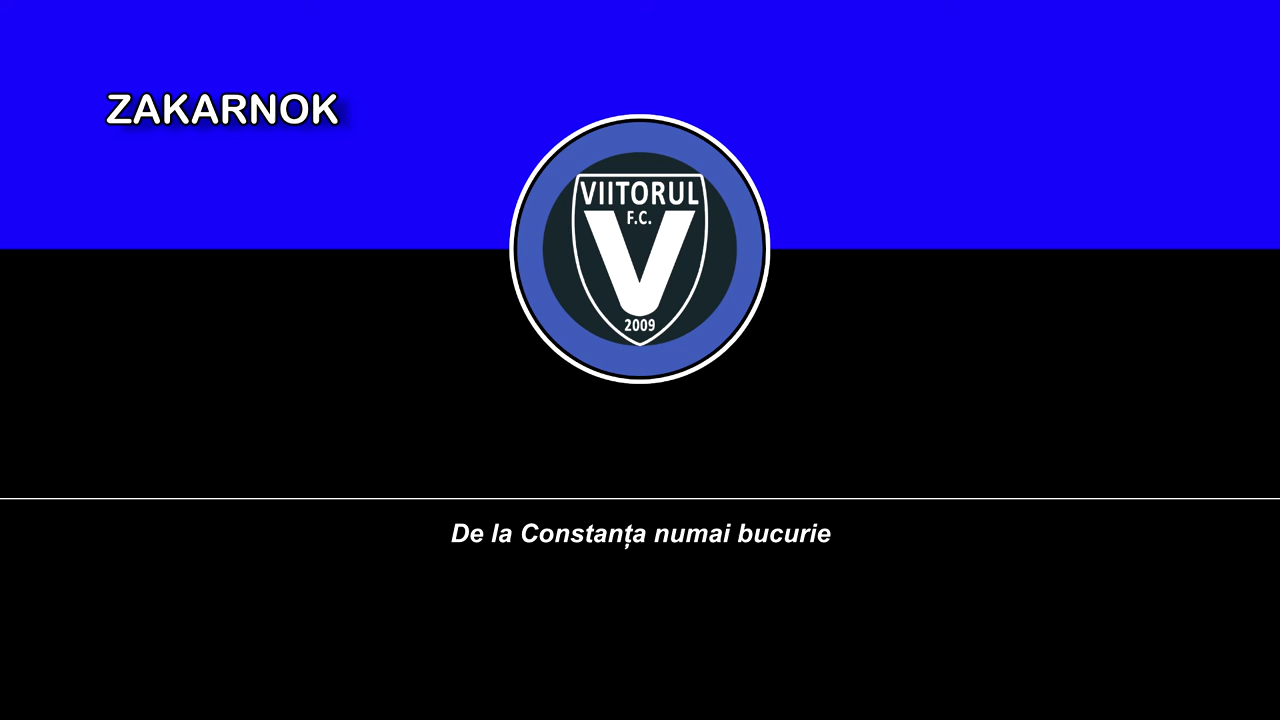 ZAKARNOK
VIITORUL
F.C.
V
2009
De la Constanța numai bucurie